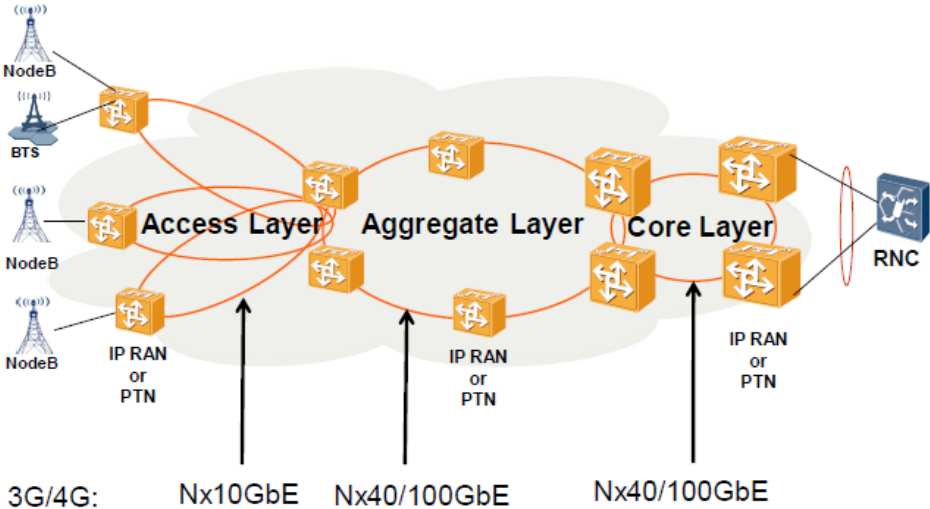 NodeB
BTS
NodeB
NodeB
Access Layer
Aggregate Layer
Core Layer
RNC
IP RAN
or
PTN
IP RAN
or
PTN
IP RAN
or
PTN
3G/4G:
Nx10GbE
Nx40/100GbE
Nx40/100GbE